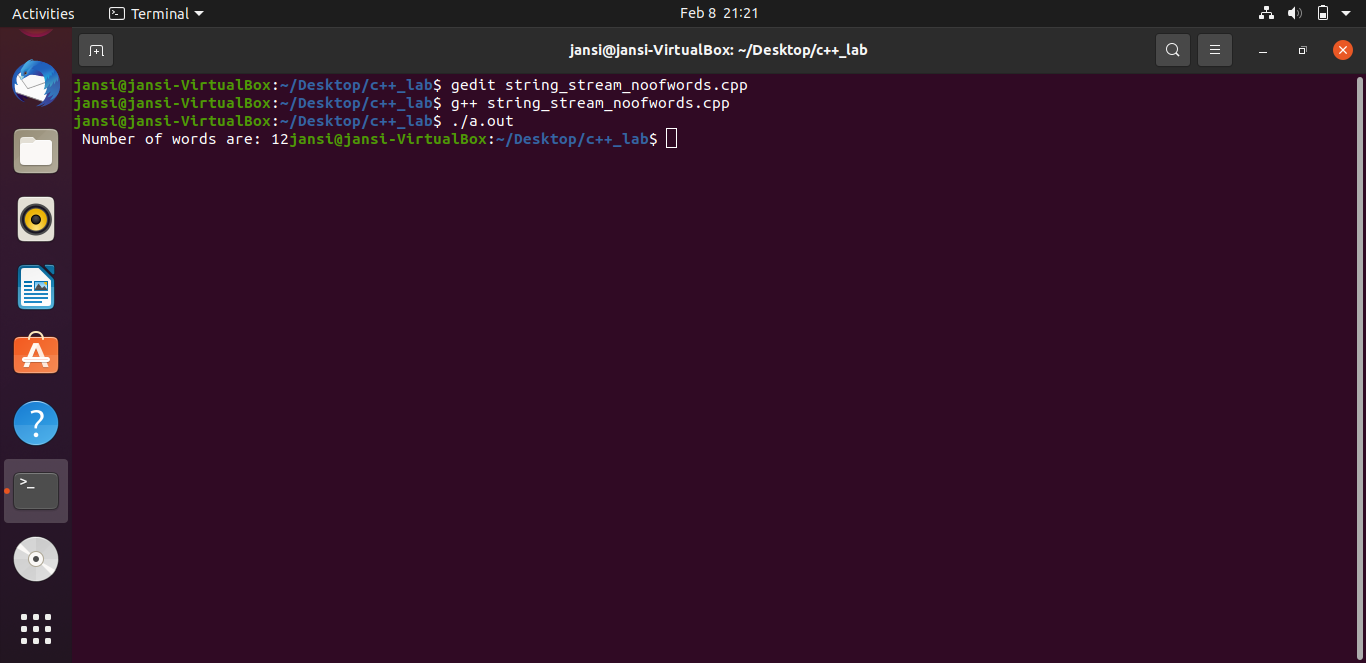 Activities Terminal Feb 8 21:21
jansi@jansi-VirtualBox: ~/Desktop/c++_lab
jansi@jansi-VirtualBox:~/Desktop/c++_lab$ gedit string_stream_noofwords.cpp
jansi@jansi-VirtualBox:~/Desktop/c++_lab$ g++ string_stream_noofwords.cpp
jansi@jansi-VirtualBox:~/Desktop/c++_lab$ ./a.out
 Number of words are: 12jansi@jansi-VirtualBox:~/Desktop/c++_lab$